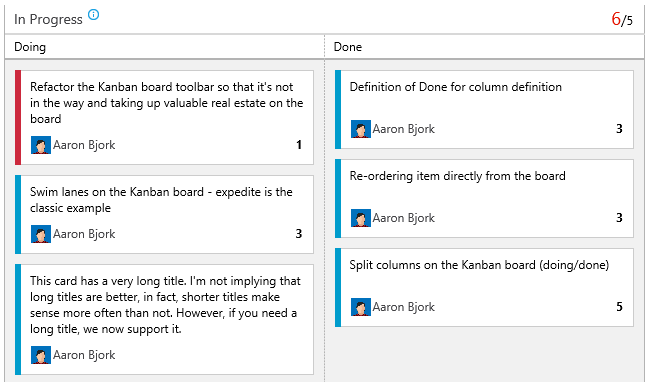 In Progress
6/5
Doing
Done
Refactor the Kanban board toolbar so that it's not
in the way and taking up valuable real estate on the
board
Aaron Bjork
1
Swim lanes on the Kanban board - expedite is the
classic example
Aaron Bjork
3
This card has a very long title. I'm not implying that
long titles are better, in fact, shorter titles make
sense more often than not. However, if you need a
long title, we now support it.
Aaron Bjork
Definition of Done for column definition
Aaron Bjork
3
Re-ordering item directly from the board
Aaron Bjork
3
Split columns on the Kanban board (doing/done)
Aaron Bjork
5